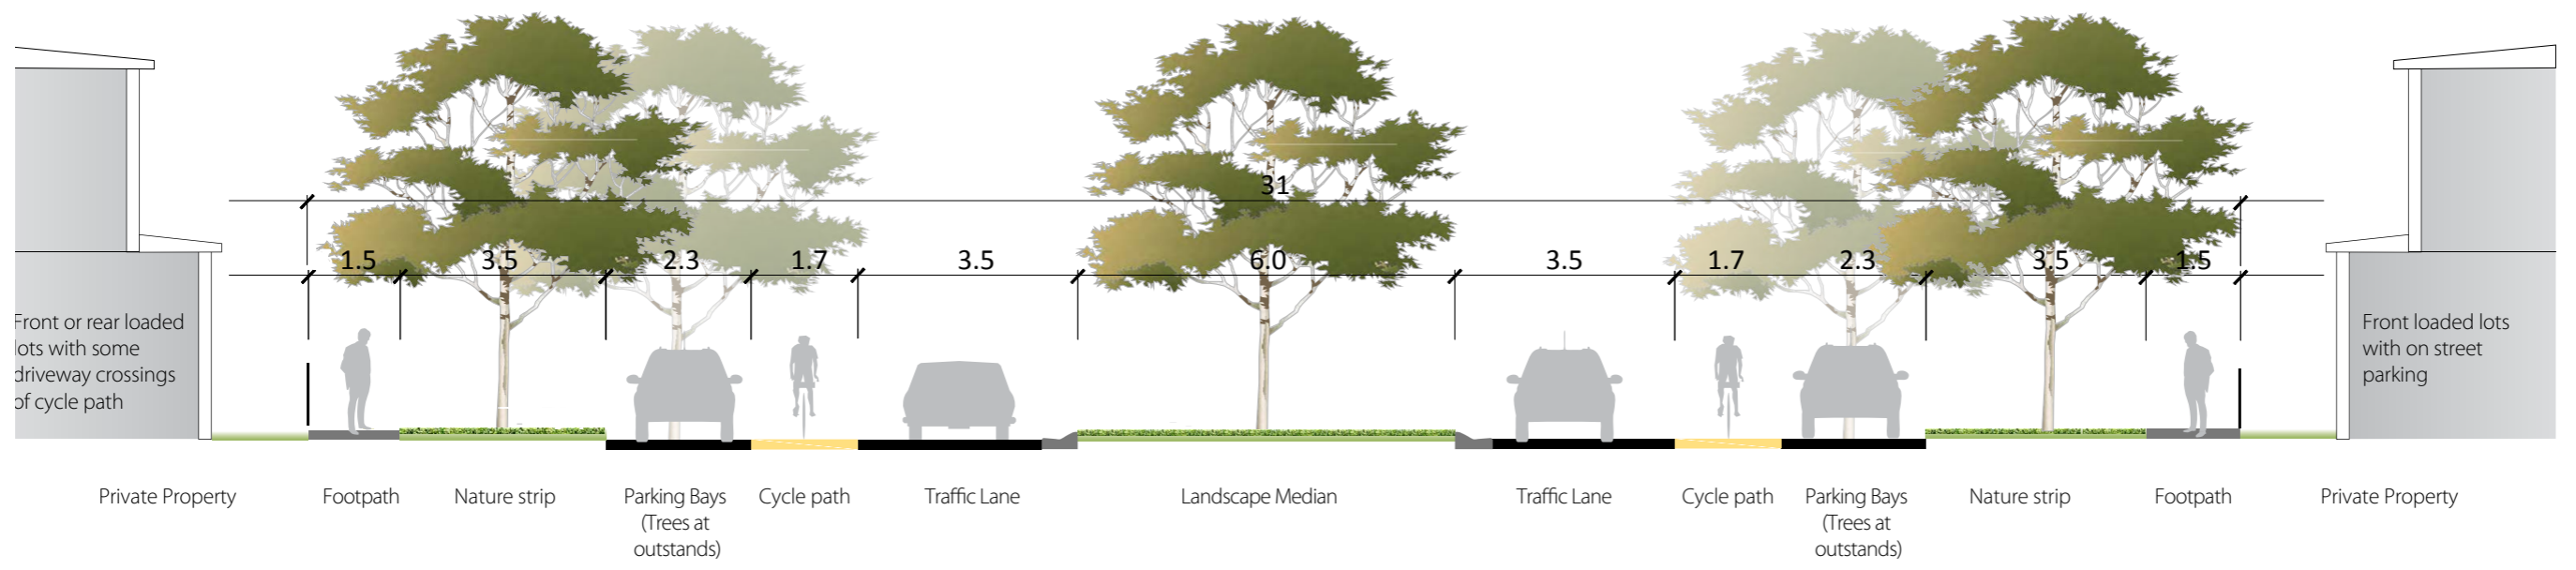 31
1.5 3.5 2.3 1.7 3.5 6.0 3.5 1.7 2.3 3.5 1.5
Front or rear loaded
lots with some
driveway crossings
of cycle path
Front loaded lots
with on street
parking
Private Property
Footpath
Nature strip
Parking Bays
(Trees at
outstands)
Cycle path
Traffic Lane
Landscape Median
Traffic Lane
Cycle path
Parking Bays
(Trees at
outstands)
Nature strip
Footpath
Private Property